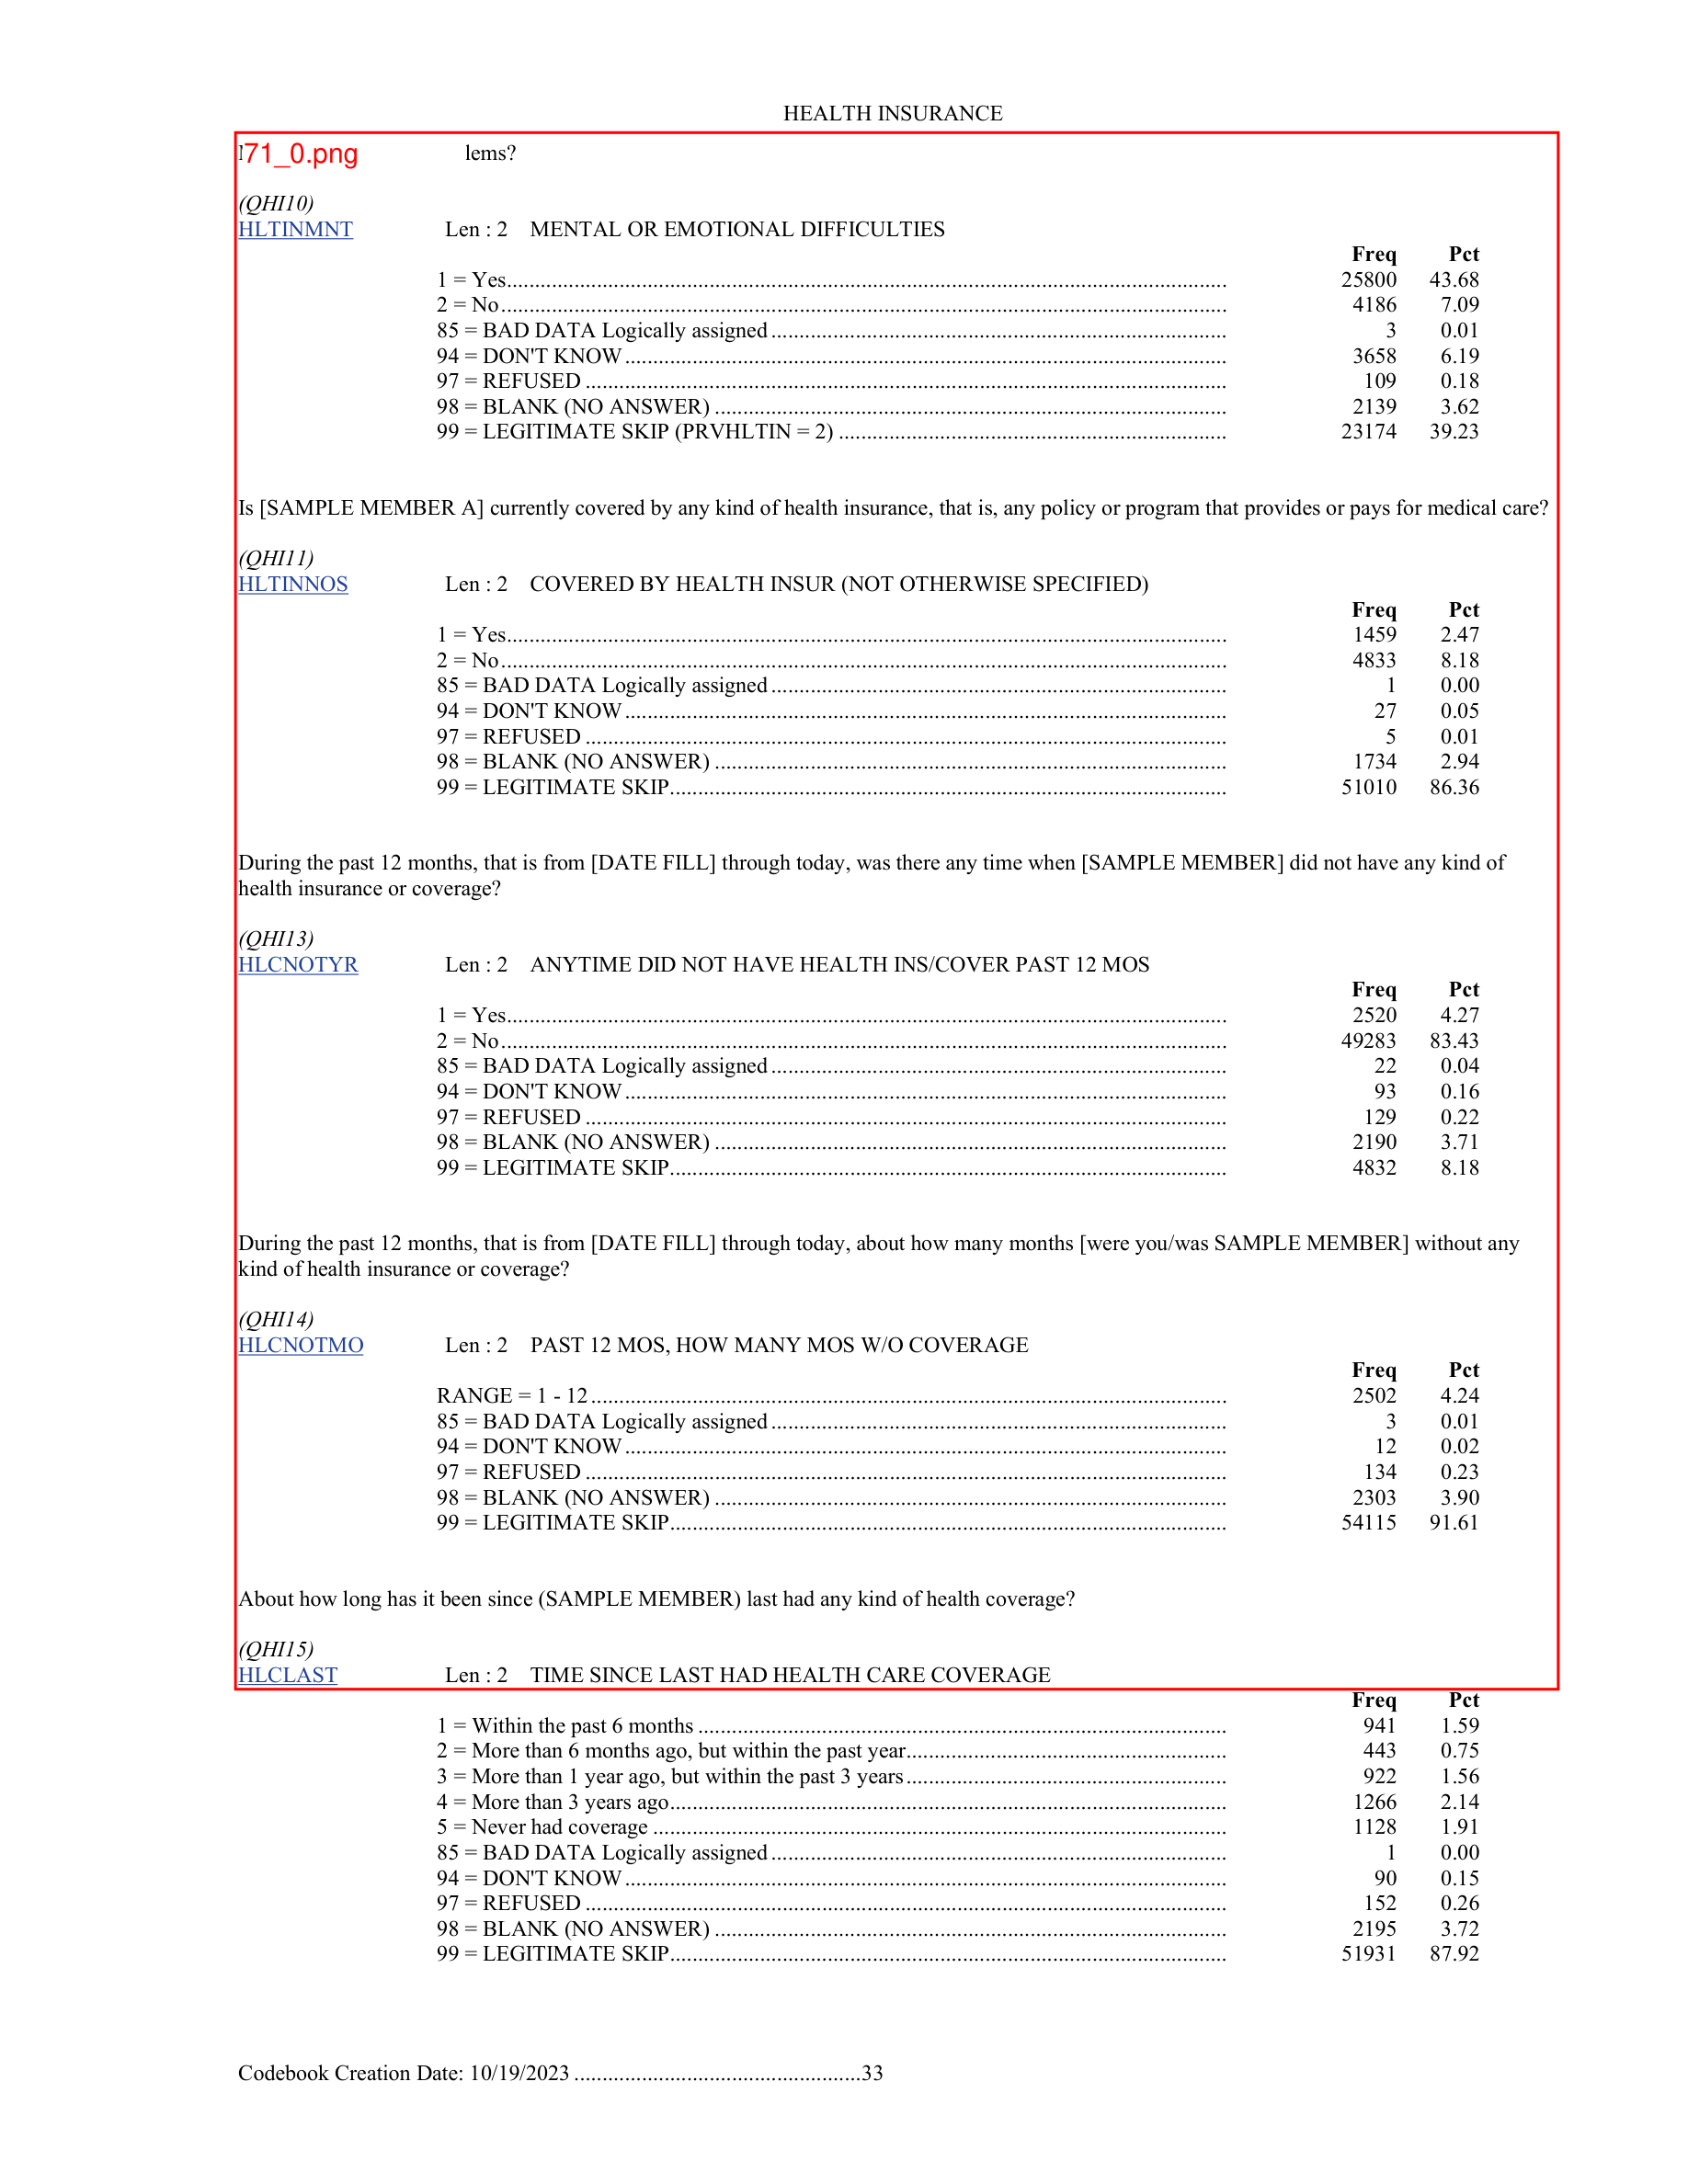 HEALTH INSURANCE
71_0.png lems?
(QHI10)
HLTINMNT Len : 2 MENTAL OR EMOTIONAL DIFFICULTIES
Freq Pct
1 = Yes 25800 43.68
2 = No 4186 7.09
85 = BAD DATA Logically assigned 3 0.01
94 = DON'T KNOW 3658 6.19
97 = REFUSED 109 0.18
98 = BLANK (NO ANSWER) 2139 3.62
99 = LEGITIMATE SKIP (PRVHLTIN = 2) 23174 39.23
Is [SAMPLE MEMBER A] currently covered by any kind of health insurance, that is, any policy or program that provides or pays for medical care?
(QHI11)
HLTINNOS Len : 2 COVERED BY HEALTH INSUR (NOT OTHERWISE SPECIFIED)
Freq Pct
1 = Yes 1459 2.47
2 = No 4833 8.18
85 = BAD DATA Logically assigned 1 0.00
94 = DON'T KNOW 27 0.05
97 = REFUSED 5 0.01
98 = BLANK (NO ANSWER) 1734 2.94
99 = LEGITIMATE SKIP 51010 86.36
During the past 12 months, that is from [DATE FILL] through today, was there any time when [SAMPLE MEMBER] did not have any kind of
health insurance or coverage?
(QHI13)
HLCNOTYR Len : 2 ANYTIME DID NOT HAVE HEALTH INS/COVER PAST 12 MOS
Freq Pct
1 = Yes 2520 4.27
2 = No 49283 83.43
85 = BAD DATA Logically assigned 22 0.04
94 = DON'T KNOW 93 0.16
97 = REFUSED 129 0.22
98 = BLANK (NO ANSWER) 2190 3.71
99 = LEGITIMATE SKIP 4832 8.18
During the past 12 months, that is from [DATE FILL] through today, about how many months [were you/was SAMPLE MEMBER] without any
kind of health insurance or coverage?
(QHI14)
HLCNOTMO Len : 2 PAST 12 MOS, HOW MANY MOS W/O COVERAGE
Freq Pct
RANGE = 1 - 12 2502 4.24
85 = BAD DATA Logically assigned 3 0.01
94 = DON'T KNOW 12 0.02
97 = REFUSED 134 0.23
98 = BLANK (NO ANSWER) 2303 3.90
99 = LEGITIMATE SKIP 54115 91.61
About how long has it been since (SAMPLE MEMBER) last had any kind of health coverage?
(QHI15)
HLCLAST Len : 2 TIME SINCE LAST HAD HEALTH CARE COVERAGE
Freq Pct
1 = Within the past 6 months 941 1.59
2 = More than 6 months ago, but within the past year 443 0.75
3 = More than 1 year ago, but within the past 3 years 922 1.56
4 = More than 3 years ago 1266 2.14
5 = Never had coverage 1128 1.91
85 = BAD DATA Logically assigned 1 0.00
94 = DON'T KNOW 90 0.15
97 = REFUSED 152 0.26
98 = BLANK (NO ANSWER) 2195 3.72
99 = LEGITIMATE SKIP 51931 87.92
Codebook Creation Date: 10/19/2023 33